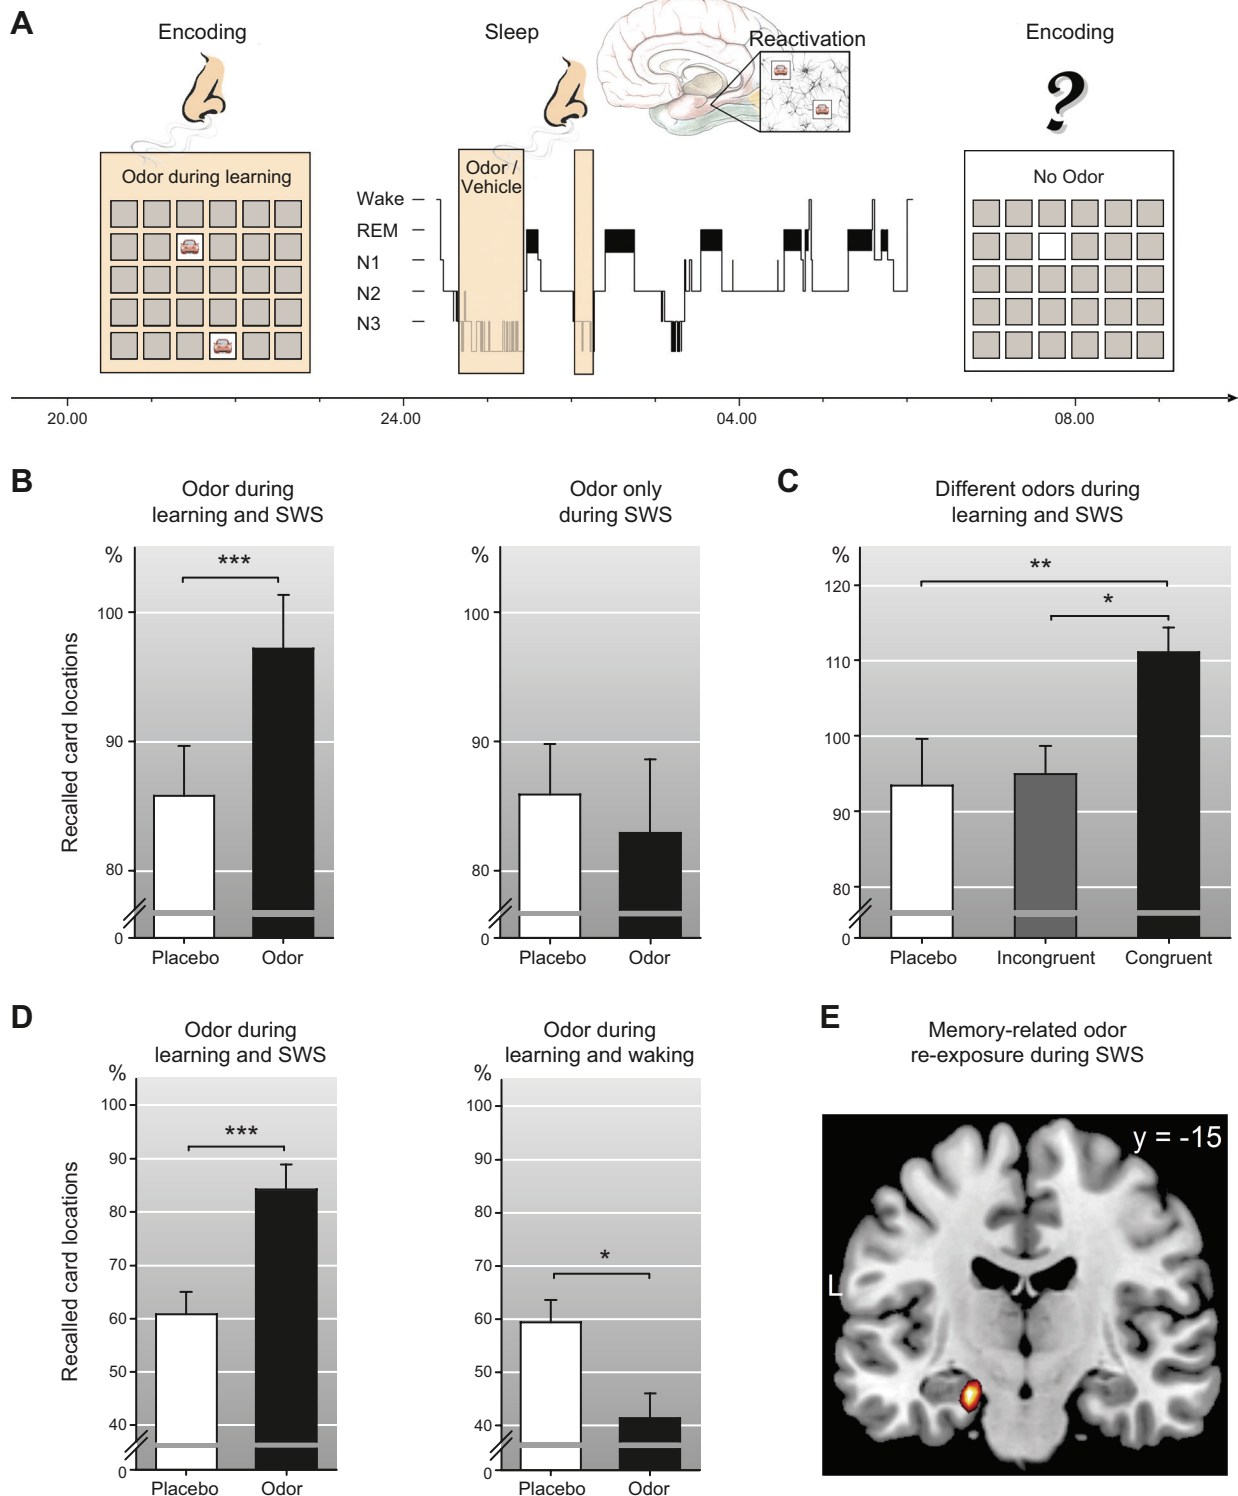 A
Encoding
Sleep
Reactivation
Encoding
Odor during learning
Odor /
Vehicle
No Odor
Wake
REM
N1
N2
N3
20.00
24.00
04.00
08.00
B
Odor during
learning and SWS
%
***
100
90
80
0
Recalled card locations
Placebo
Odor
Odor only
during SWS
%
100
90
80
0
Placebo
Odor
C
Different odors during
learning and SWS
%
**
*
120
110
100
90
80
0
Placebo
Incongruent
Congruent
D
Odor during
learning and SWS
%
***
100
90
80
70
60
50
40
0
Recalled card locations
Placebo
Odor
Odor during
learning and waking
%
*
100
90
80
70
60
50
40
0
Placebo
Odor
E
Memory-related odor
re-exposure during SWS
y = -15
L